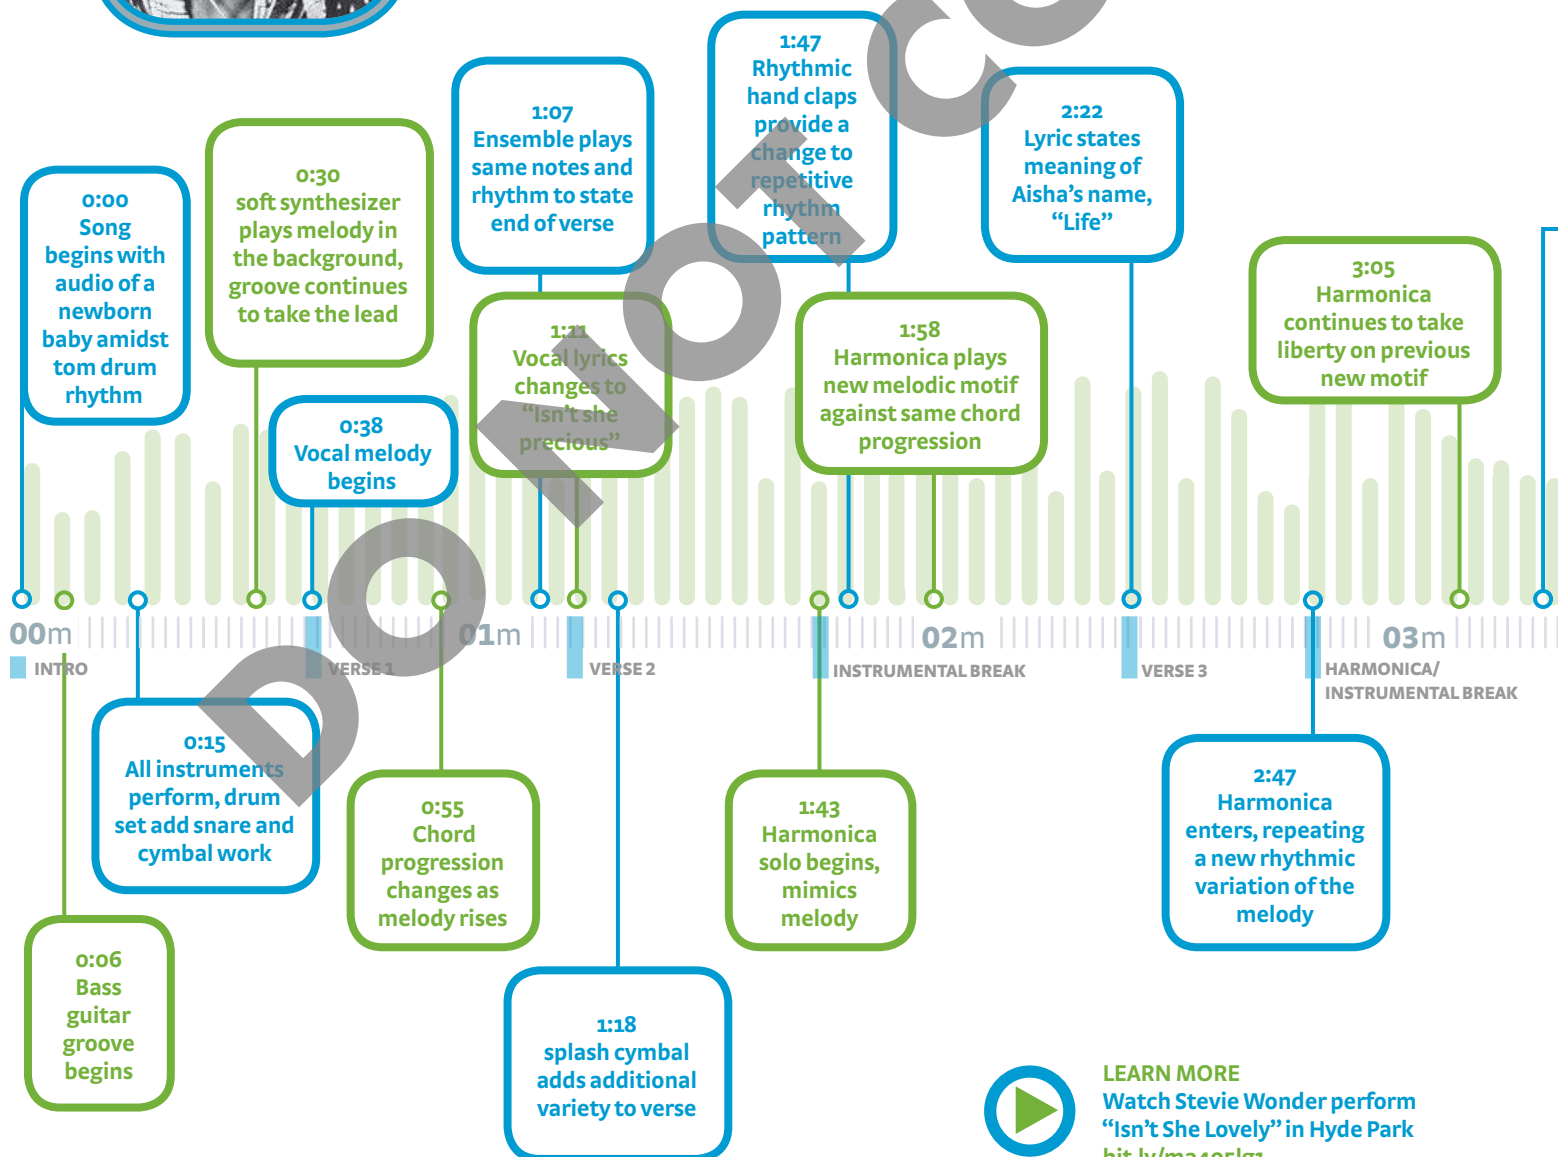 0:00
Song
begins with
audio of a
newborn
baby amidst
tom drum
rhythm
0:30
soft synthesizer
plays melody in
the background,
groove continues
to take the lead
0:38
Vocal melody
begins
1:07
Ensemble plays
same notes and
rhythm to state
end of verse
1:11
Vocal lyrics
changes to
“Isn’t she
precious”
1:47
Rhythmic
hand claps
provide a
change to
repetitive
rhythm
pattern
1:58
Harmonica plays
new melodic motif
against same chord
progression
2:22
Lyric states
meaning of
Aisha’s name,
“Life”
3:05
Harmonica
continues to take
liberty on previous
new motif
00m
01m
02m
03m
INTRO
VERSE 1
VERSE 2
INSTRUMENTAL BREAK
VERSE 3
HARMONICA/
INSTRUMENTAL BREAK
0:06
Bass
guitar
groove
begins
0:15
All instruments
perform, drum
set add snare and
cymbal work
0:55
Chord
progression
changes as
melody rises
1:18
splash cymbal
adds additional
variety to verse
1:43
Harmonica
solo begins,
mimics
melody
2:47
Harmonica
enters, repeating
a new rhythmic
variation of the
melody
LEARN MORE
Watch Stevie Wonder perform
“Isn’t She Lovely” in Hyde Park
DO NOT